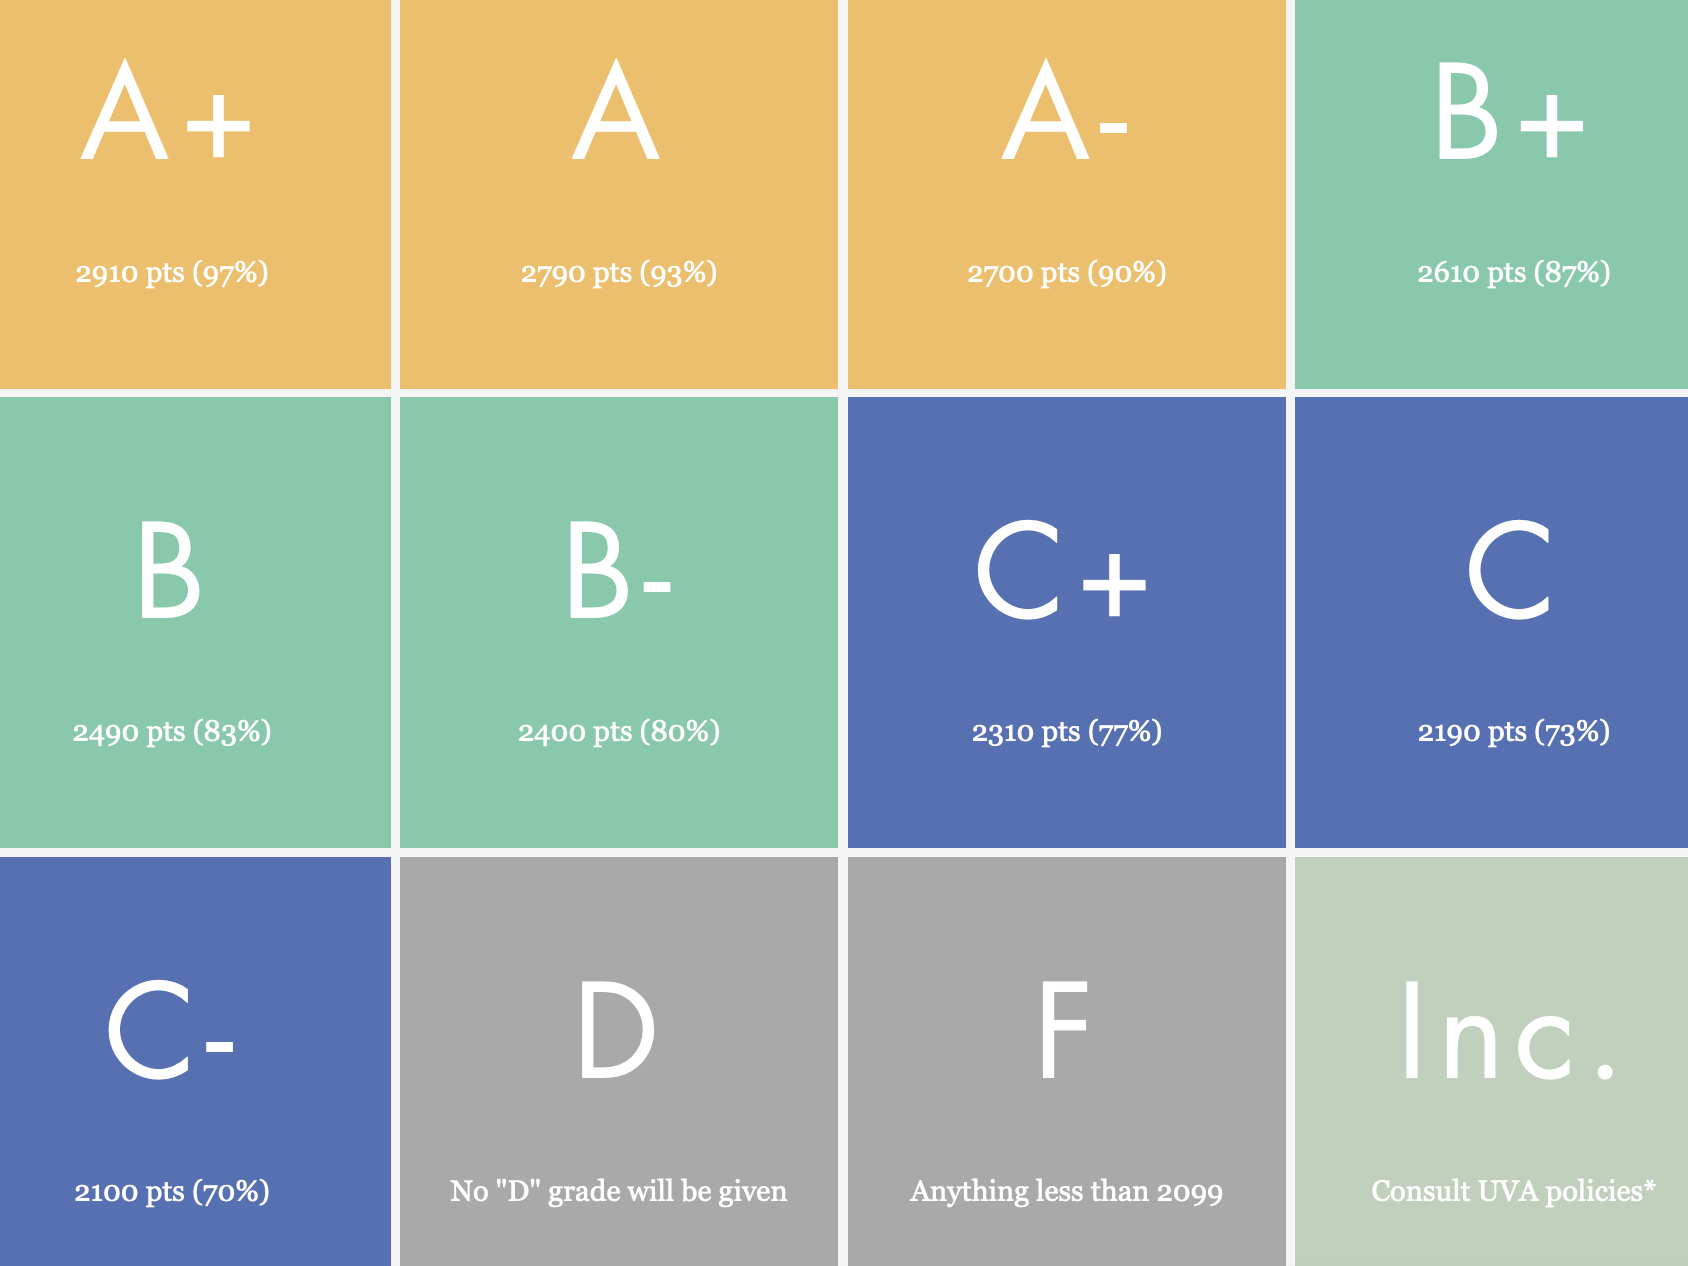 A+
2910 pts (97%)
A
2790 pts (93%)
A-
2700 pts (90%)
B+
2610 pts (87%)
B
2490 pts (83%)
B-
2400 pts (80%)
C+
2310 pts (77%)
C
2190 pts (73%)
C-
2100 pts (70%)
D
No "D" grade will be given
F
Anything less than 2099
Inc.
Consult UVA policies*